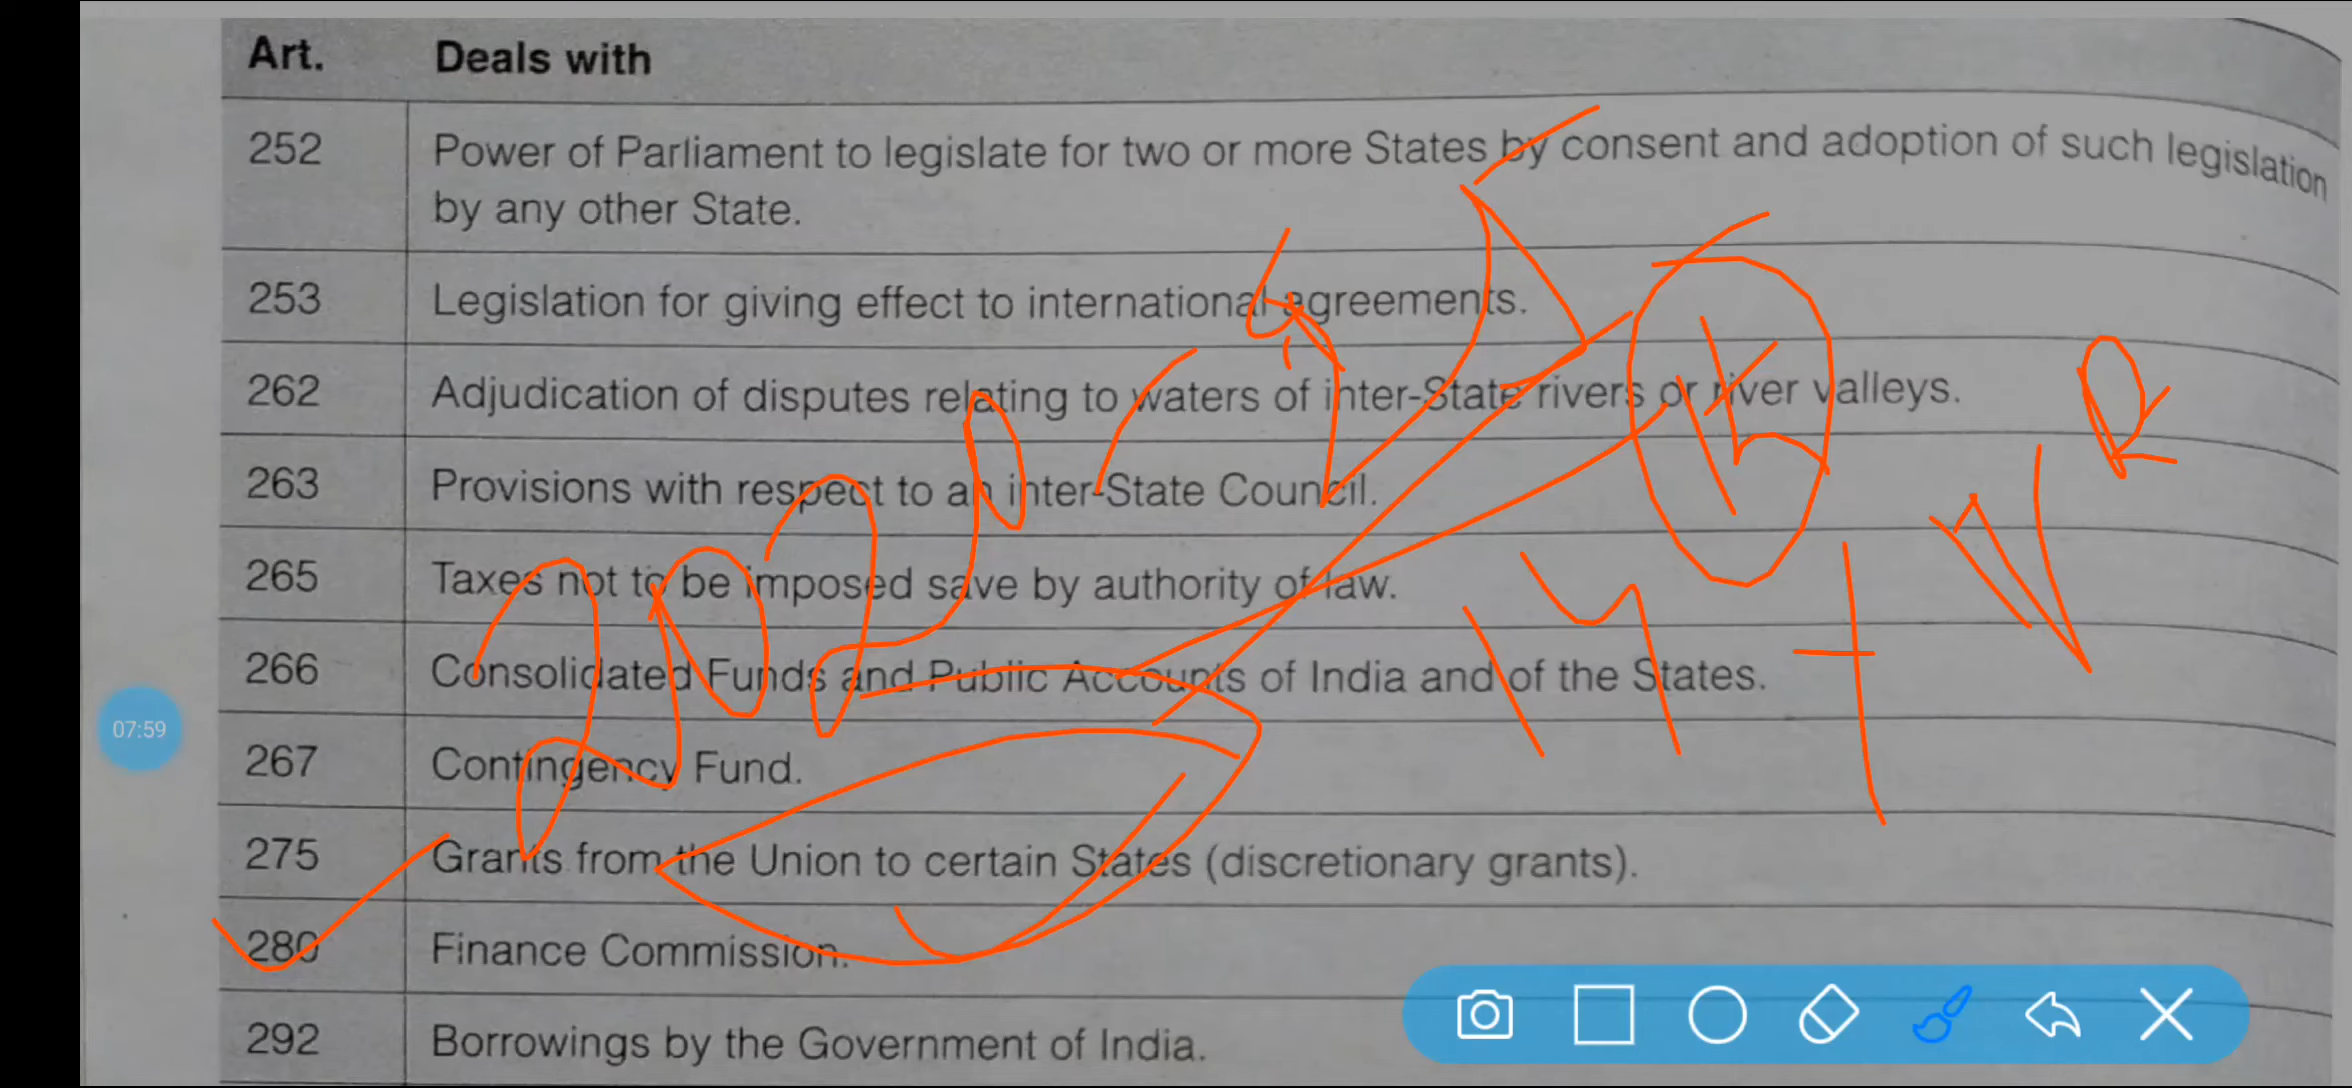 Art. Deals with
252 Power of Parliament to legislate for two or more States by consent and adoption of such legislation
by any other State.
253 Legislation for giving effect to international agreements.
262 Adjudication of disputes relating to waters of inter-State rivers or river valleys.
263 Provisions with respect to an inter-State Council.
265 Taxes not to be imposed save by authority of law.
266 Consolidated Funds and Public Accounts of India and of the States.
267 Contingency Fund.
275 Grants from the Union to certain States (discretionary grants).
280 Finance Commission.
292 Borrowings by the Government of India.
07:59